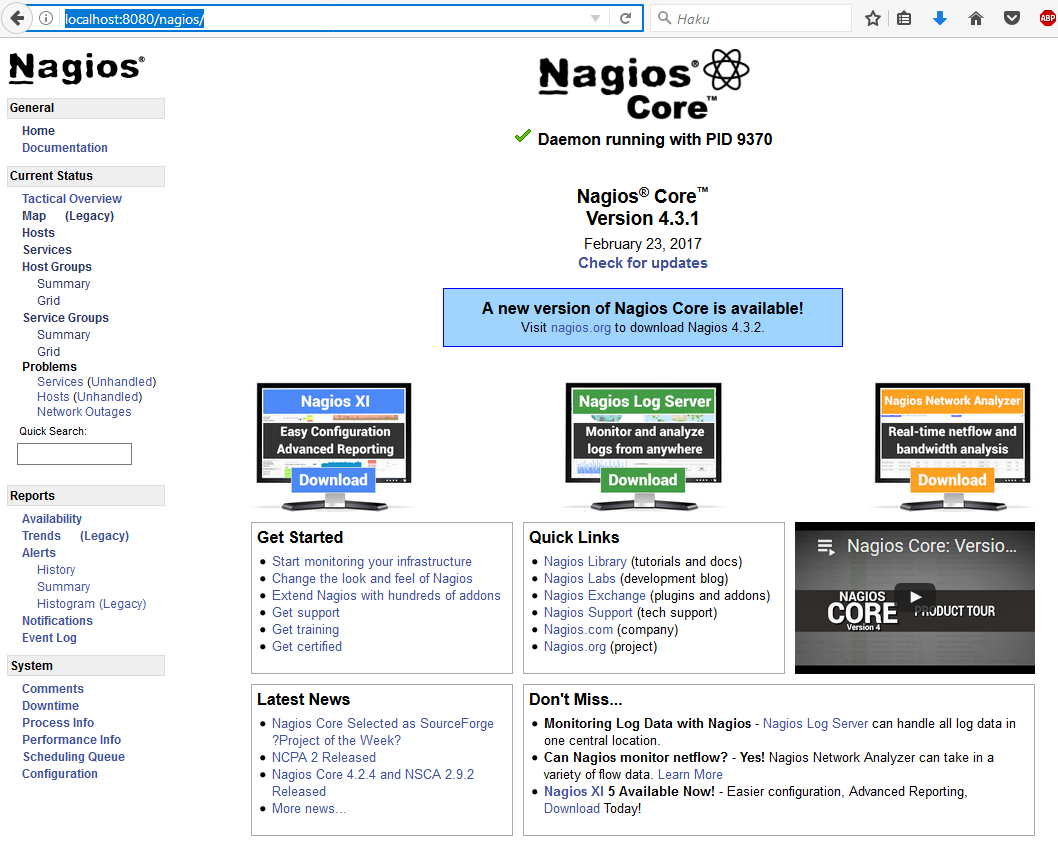 localhost:8080/nagios/
Haku
ABP
Nagios®
General
Home
Documentation
Current Status
Tactical Overview
Map (Legacy)
Hosts
Services
Host Groups
Summary
Grid
Service Groups
Summary
Grid
Problems
Services (Unhandled)
Hosts (Unhandled)
Network Outages
Quick Search:
Reports
Availability
Trends (Legacy)
Alerts
History
Summary
Histogram (Legacy)
Notifications
Event Log
System
Comments
Downtime
Process Info
Performance Info
Scheduling Queue
Configuration
Nagios®
Core™
Daemon running with PID 9370
Nagios® Core™
Version 4.3.1
February 23, 2017
Check for updates
A new version of Nagios Core is available!
Visit nagios.org to download Nagios 4.3.2.
Nagios XI
Easy Configuration
Advanced Reporting
Download
Nagios Log Server
Monitor and analyze
logs from anywhere
Download
Nagios Network Analyzer
Real-time netflow and
bandwidth analysis
Download
Get Started
Start monitoring your infrastructure
Change the look and feel of Nagios
Extend Nagios with hundreds of addons
Get support
Get training
Get certified
Quick Links
Nagios Library (tutorials and docs)
Nagios Labs (development blog)
Nagios Exchange (plugins and addons)
Nagios Support (tech support)
Nagios.com (company)
Nagios.org (project)
Nagios Core: Versio...
NAGIOS
CORE
Version 4
PRODUCT TOUR
Latest News
Nagios Core Selected as SourceForge
?Project of the Week?
NCPA 2 Released
Nagios Core 4.2.4 and NSCA 2.9.2
Released
More news...
Don't Miss...
Monitoring Log Data with Nagios - Nagios Log Server can handle all log data in
one central location.
Can Nagios monitor netflow? - Yes! Nagios Network Analyzer can take in a
variety of flow data. Learn More
Nagios XI 5 Available Now! - Easier configuration, Advanced Reporting,
Download Today!